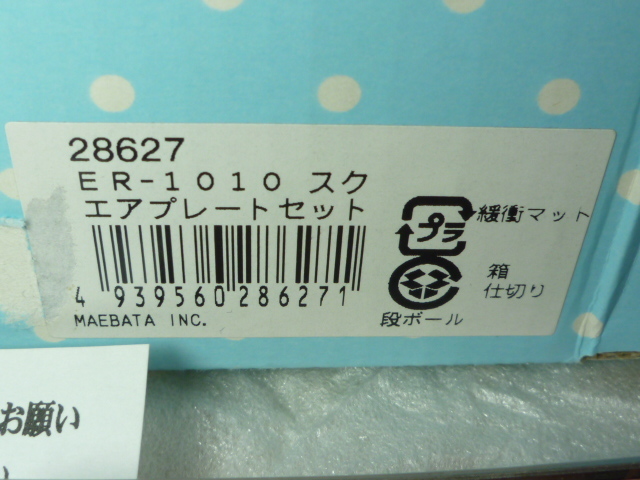 28627
ER-1010 スク
エアプレートセット
4 939560 286271
MAEBATA INC.
プラ
緩衝マット
箱
仕切り
段ボール
お願い